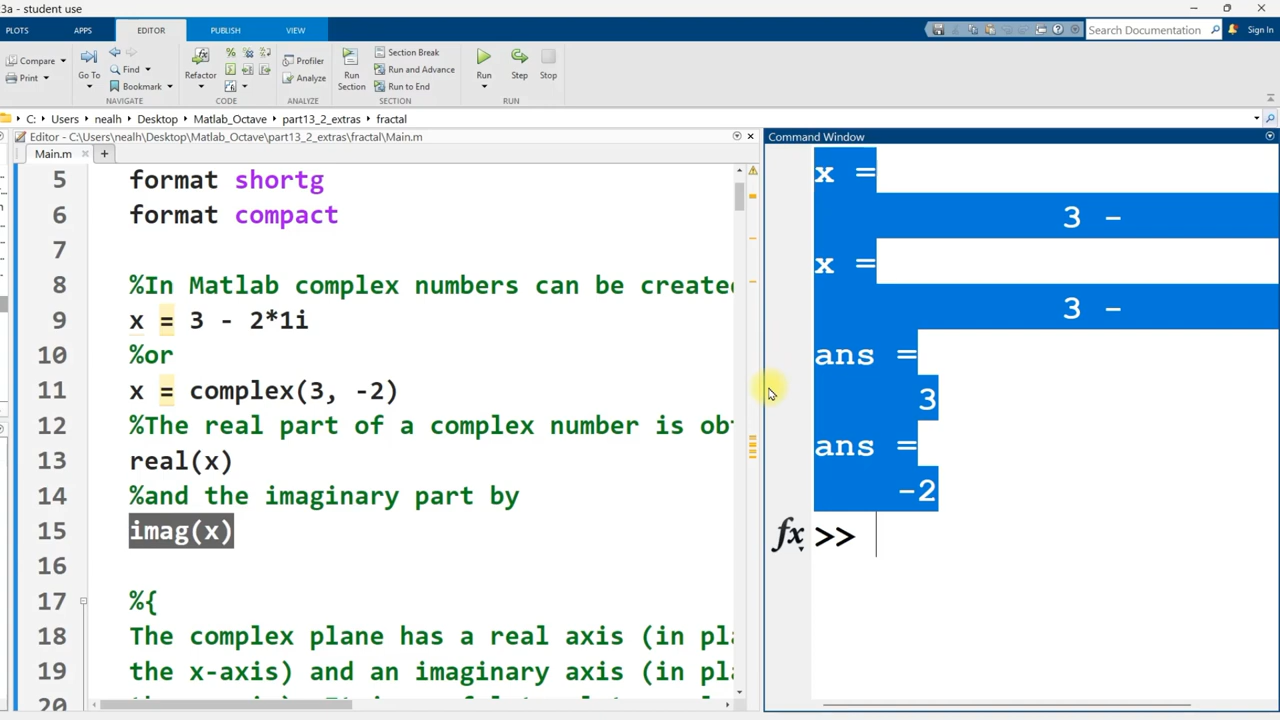 3a - student use
PLOTS APPS EDITOR PUBLISH VIEW
Search Documentation Sign In
Compare Print
Go To Find Bookmark
NAVIGATE
Refactor
CODE
Profiler
Analyze
ANALYZE
Run Section
Section Break
Run and Advance
Run to End
SECTION
Run Step Stop
RUN
C: Users nealh Desktop Matlab_Octave part13_2_extras fractal
Editor - C:\Users\nealh\Desktop\Matlab_Octave\part13_2_extras\fractal\Main.m
Main.m
5 format shortg
6 format compact
7
8 %In Matlab complex numbers can be created
9 x = 3 - 2*1i
10 %or
11 x = complex(3, -2)
12 %The real part of a complex number is
13 real(x)
14 %and the imaginary part by
15 imag(x)
16
17 %{
18 The complex plane has a real axis (in
19 the x-axis) and an imaginary axis (in
20
Command Window
x =
3 -
x =
3 -
ans =
3
ans =
-2
fx >>